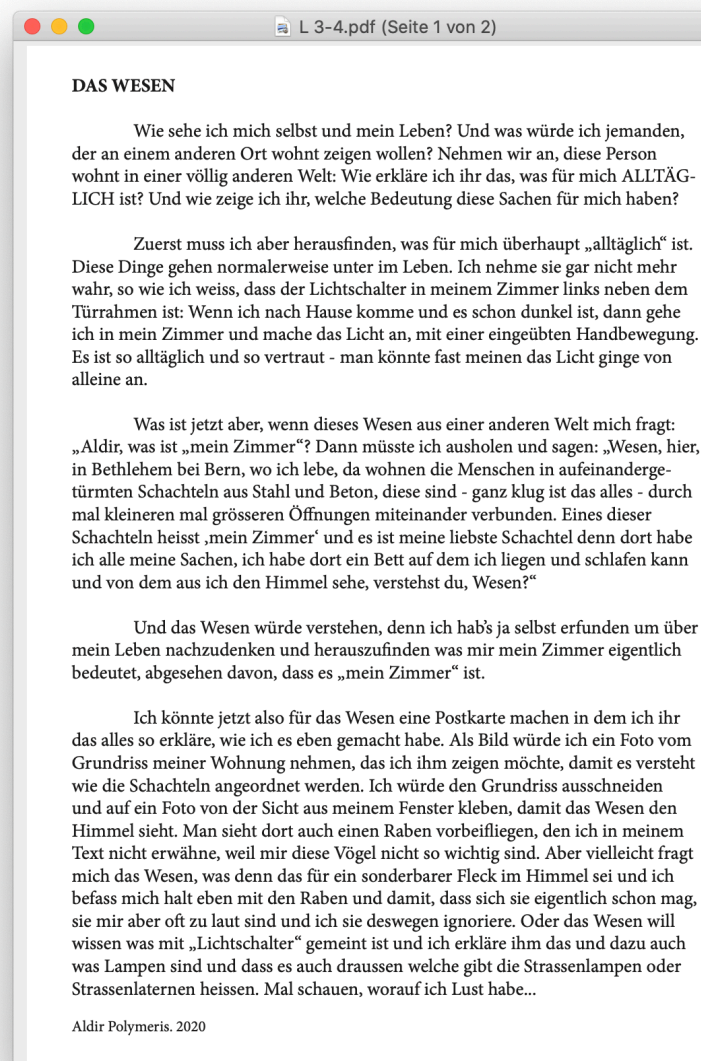 L 3-4.pdf (Seite 1 von 2)
DAS WESEN
Wie sehe ich mich selbst und mein Leben? Und was würde ich jemanden,
der an einem anderen Ort wohnt zeigen wollen? Nehmen wir an, diese Person
wohnt in einer völlig anderen Welt: Wie erkläre ich ihr das, was für mich ALLTÄG-
LICH ist? Und wie zeige ich ihr, welche Bedeutung diese Sachen für mich haben?
Zuerst muss ich aber herausfinden, was für mich überhaupt „alltäglich“ ist.
Diese Dinge gehen normalerweise unter im Leben. Ich nehme sie gar nicht mehr
wahr, so wie ich weiss, dass der Lichtschalter in meinem Zimmer links neben dem
Türrahmen ist: Wenn ich nach Hause komme und es schon dunkel ist, dann gehe
ich in mein Zimmer und mache das Licht an, mit einer eingeübten Handbewegung.
Es ist so alltäglich und so vertraut - man könnte fast meinen das Licht ginge von
alleine an.
Was ist jetzt aber, wenn dieses Wesen aus einer anderen Welt mich fragt:
„Aldir, was ist „mein Zimmer“? Dann müsste ich ausholen und sagen: „Wesen, hier,
in Bethlehem bei Bern, wo ich lebe, da wohnen die Menschen in aufeinanderge-
türmten Schachteln aus Stahl und Beton, diese sind - ganz klug ist das alles - durch
mal kleineren mal grösseren Öffnungen miteinander verbunden. Eines dieser
Schachteln heisst ‚mein Zimmer‘ und es ist meine liebste Schachtel denn dort habe
ich alle meine Sachen, ich habe dort ein Bett auf dem ich liegen und schlafen kann
und von dem aus ich den Himmel sehe, verstehst du, Wesen?“
Und das Wesen würde verstehen, denn ich hab’s ja selbst erfunden um über
mein Leben nachzudenken und herauszufinden was mir mein Zimmer eigentlich
bedeutet, abgesehen davon, dass es „mein Zimmer“ ist.
Ich könnte jetzt also für das Wesen eine Postkarte machen in dem ich ihr
das alles so erkläre, wie ich es eben gemacht habe. Als Bild würde ich ein Foto vom
Grundriss meiner Wohnung nehmen, das ich ihm zeigen möchte, damit es versteht
wie die Schachteln angeordnet werden. Ich würde den Grundriss ausschneiden
und auf ein Foto von der Sicht aus meinem Fenster kleben, damit das Wesen den
Himmel sieht. Man sieht dort auch einen Raben vorbeifliegen, den ich in meinem
Text nicht erwähne, weil mir diese Vögel nicht so wichtig sind. Aber vielleicht fragt
mich das Wesen, was denn das für ein sonderbarer Fleck im Himmel sei und ich
befass mich halt eben mit den Raben und damit, dass sich sie eigentlich schon mag,
sie mir aber oft zu laut sind und ich sie deswegen ignoriere. Oder das Wesen will
wissen was mit „Lichtschalter“ gemeint ist und ich erkläre ihm das und dazu auch
was Lampen sind und dass es auch draussen welche gibt die Strassenlampen oder
Strassenlaternen heissen. Mal schauen, worauf ich Lust habe...
Aldir Polymeris. 2020